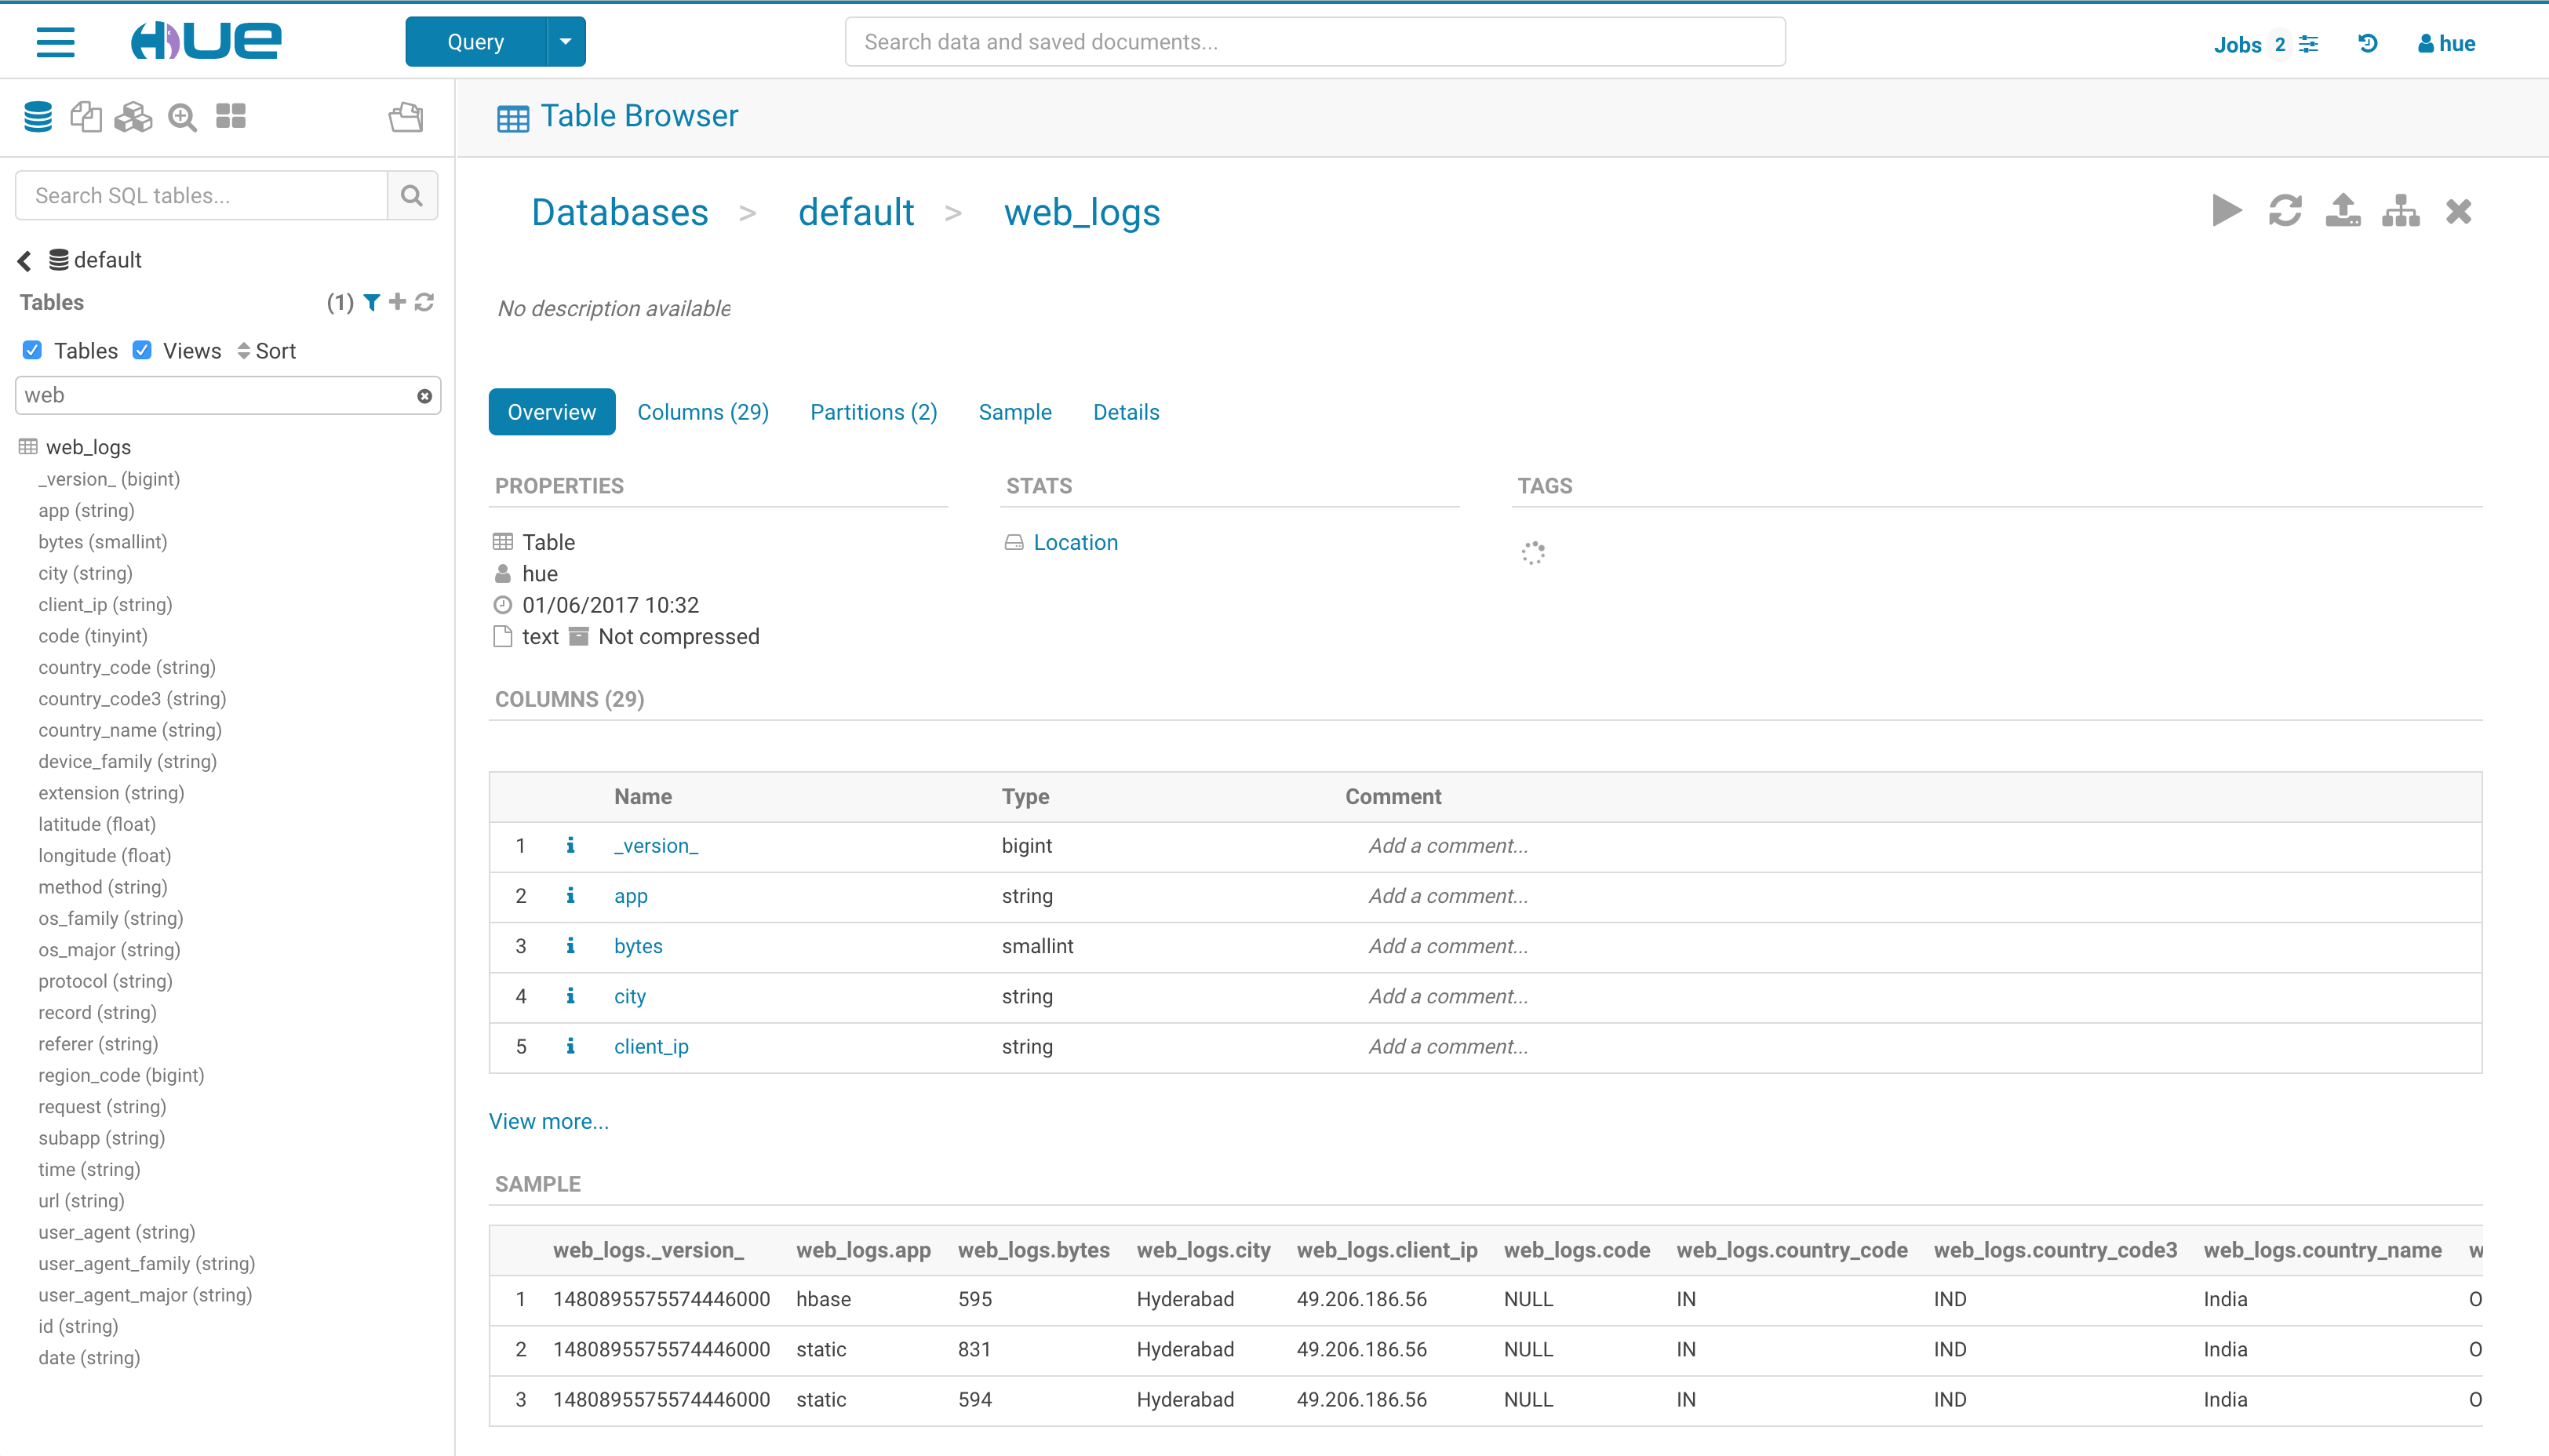 HUE
Query
Search data and saved documents...
Jobs 2
hue
Table Browser
Search SQL tables...
default
Tables (1)
Tables Views Sort
web
web_logs
_version_ (bigint)
app (string)
bytes (smallint)
city (string)
client_ip (string)
code (tinyint)
country_code (string)
country_code3 (string)
country_name (string)
device_family (string)
extension (string)
latitude (float)
longitude (float)
method (string)
os_family (string)
os_major (string)
protocol (string)
record (string)
referer (string)
region_code (bigint)
request (string)
subapp (string)
time (string)
url (string)
user_agent (string)
user_agent_family (string)
user_agent_major (string)
id (string)
date (string)
Databases > default > web_logs
No description available
Overview Columns (29) Partitions (2) Sample Details
PROPERTIES STATS TAGS
Table Location
hue
01/06/2017 10:32
text Not compressed
COLUMNS (29)
Name Type Comment
1 i _version_ bigint Add a comment...
2 i app string Add a comment...
3 i bytes smallint Add a comment...
4 i city string Add a comment...
5 i client_ip string Add a comment...
View more...
SAMPLE
web_logs._version_ web_logs.app web_logs.bytes web_logs.city web_logs.client_ip web_logs.code web_logs.country_code web_logs.country_code3 web_logs.country_name w
1 1480895575574446000 hbase 595 Hyderabad 49.206.186.56 NULL IN IND India O
2 1480895575574446000 static 831 Hyderabad 49.206.186.56 NULL IN IND India O
3 1480895575574446000 static 594 Hyderabad 49.206.186.56 NULL IN IND India O